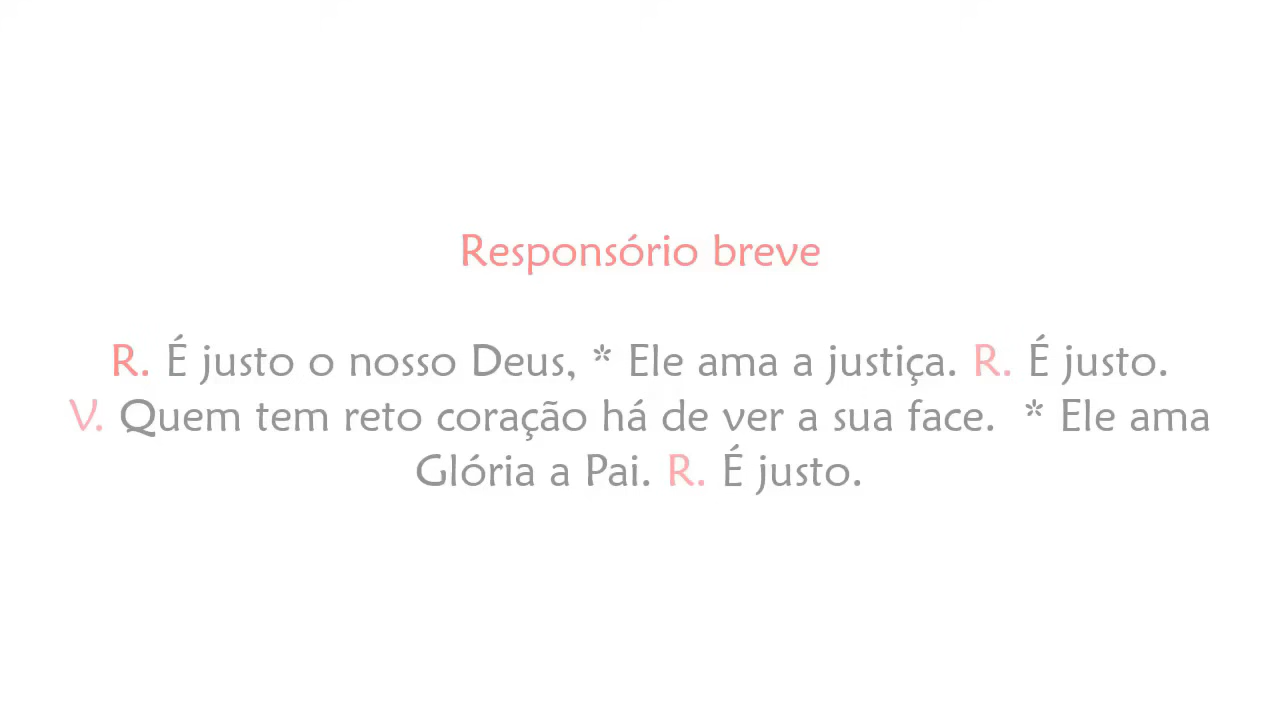 Responsório breve
R. É justo o nosso Deus, * Ele ama a justiça. R. É justo.
V. Quem tem reto coração há de ver a sua face.  * Ele ama
Glória a Pai. R. É justo.